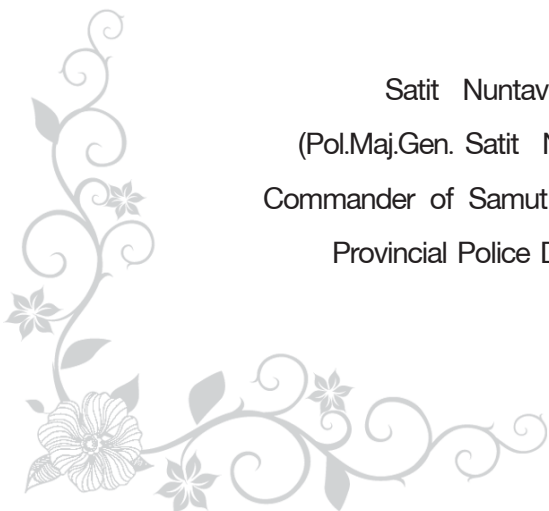 Satit Nuntav
(Pol.Maj.Gen. Satit N
Commander of Samut
Provincial Police D